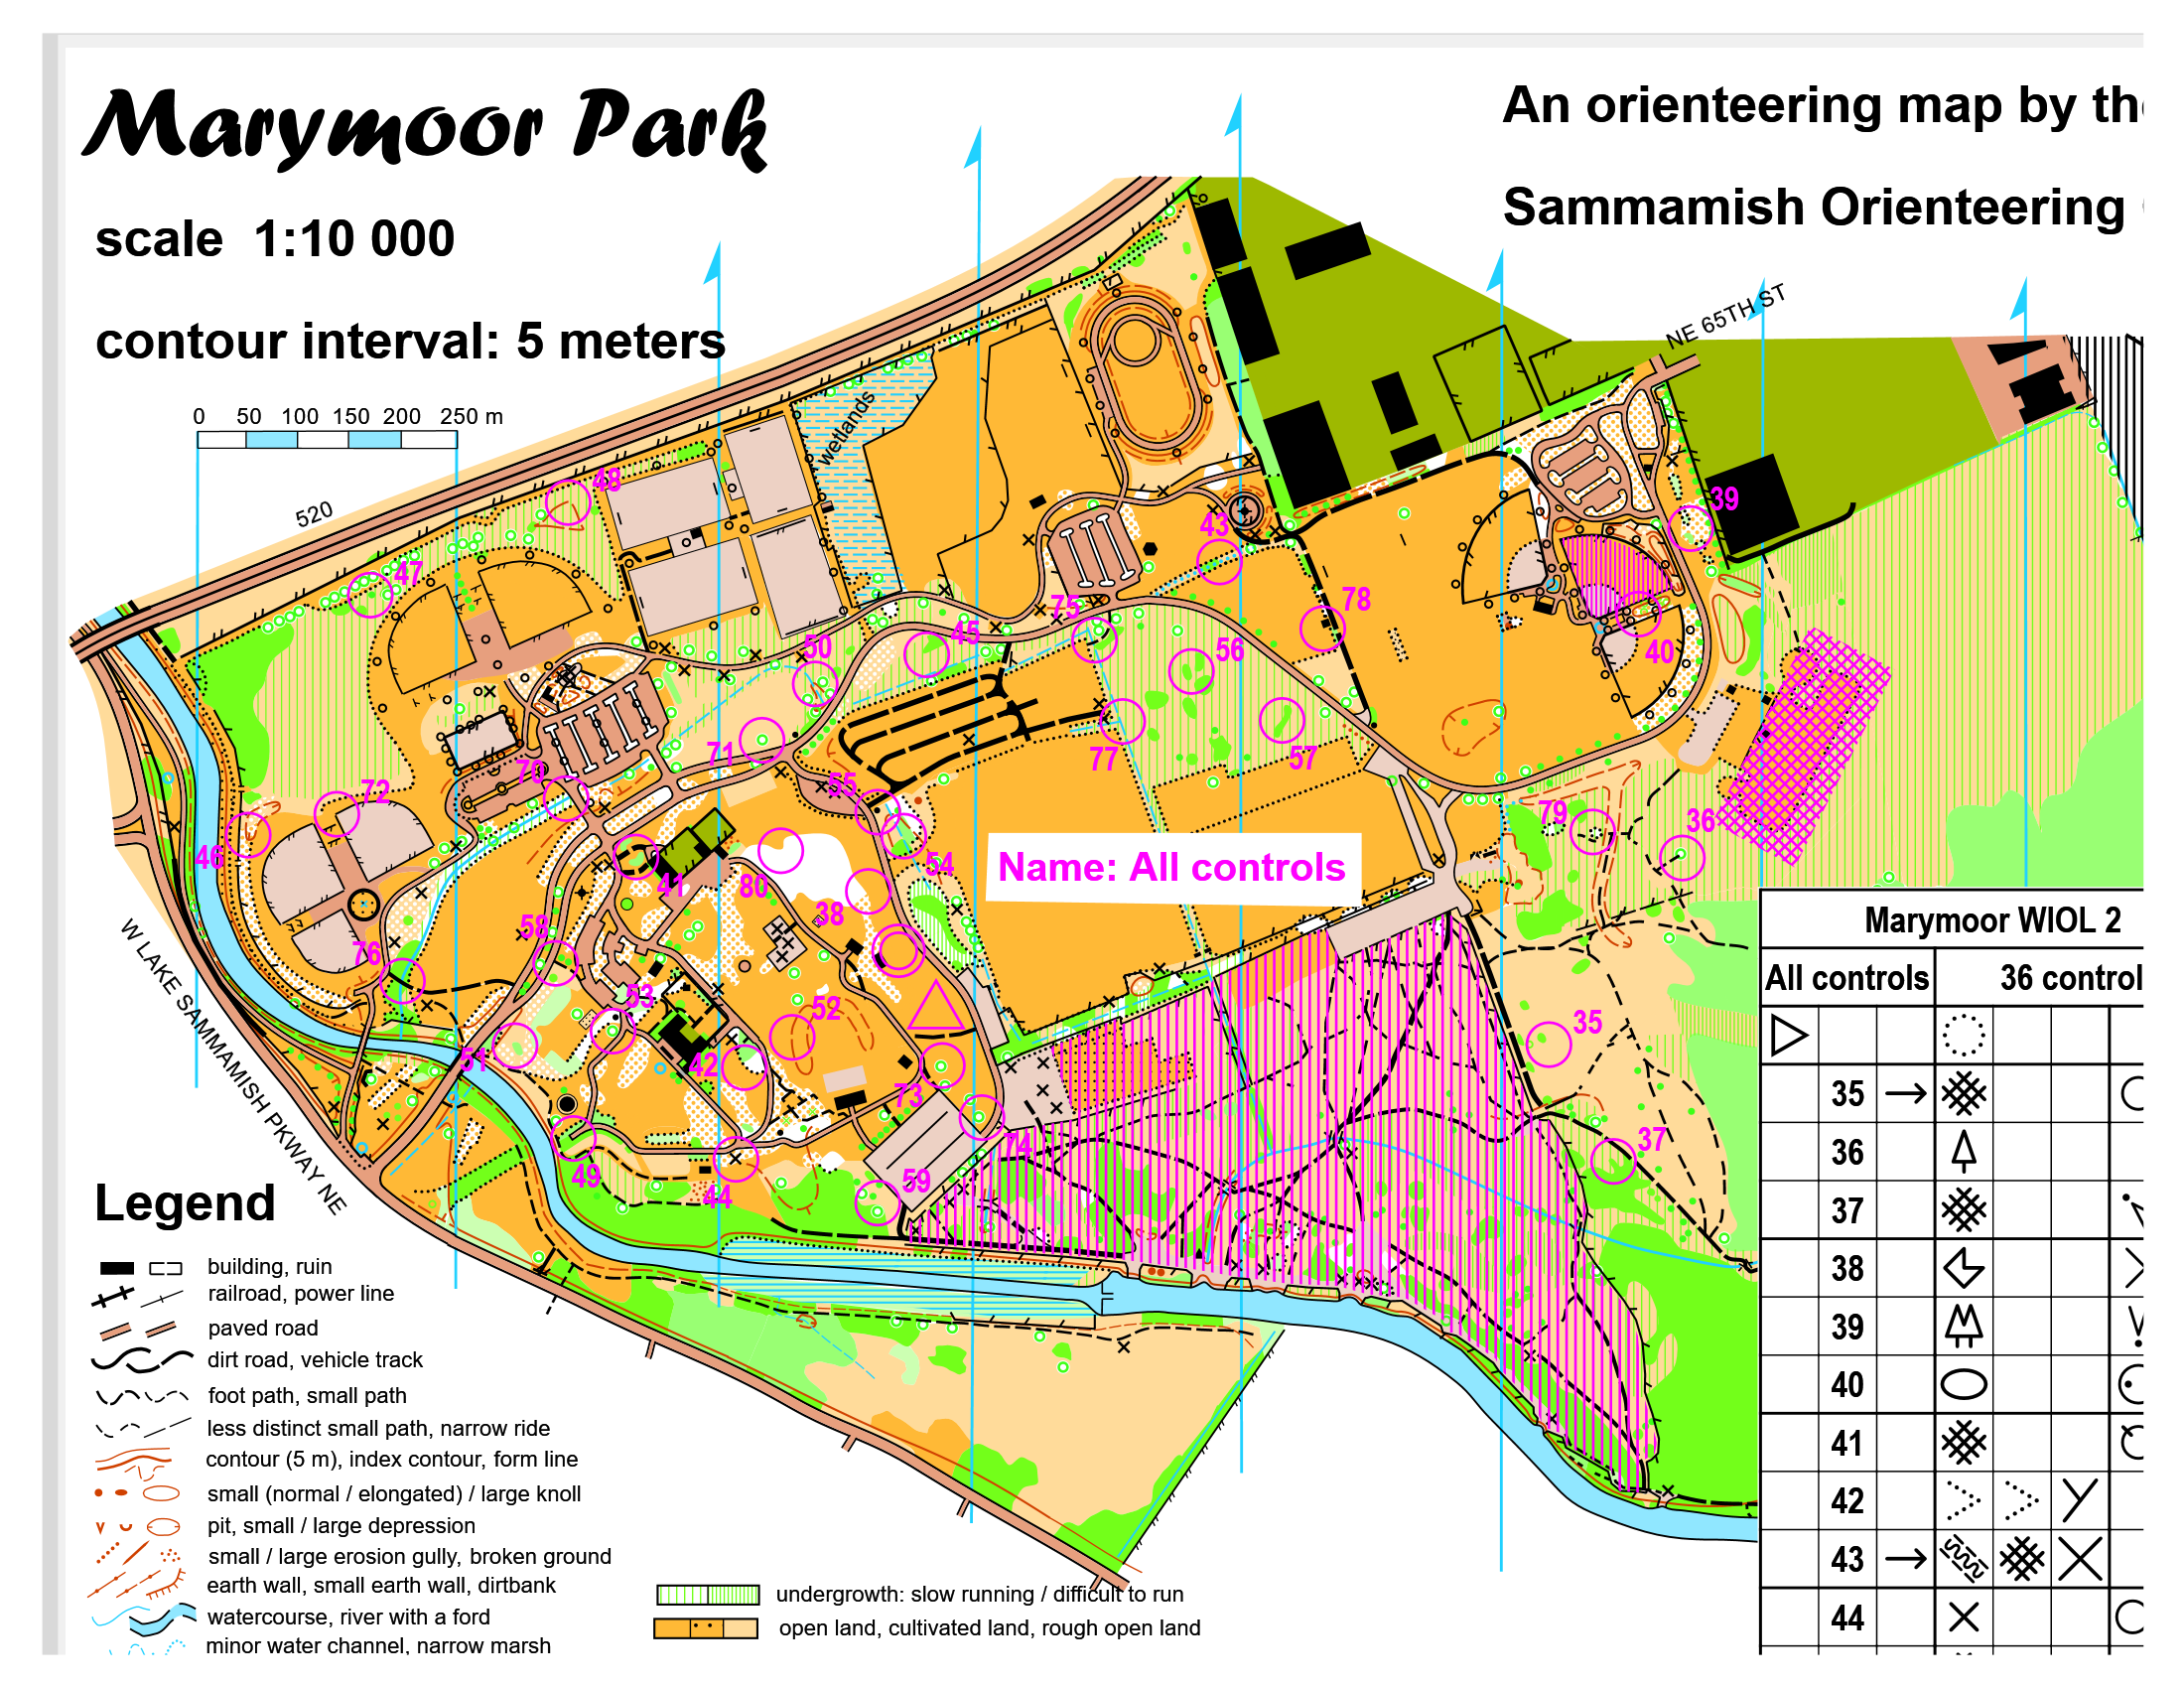 Marymoor Park
An orienteering map by the
scale 1:10 000
Sammamish Orienteering
contour interval: 5 meters
NE 65TH ST
0 50 100 150 200 250 m
wetlands
520
48
47
39
43
78
75
45
50
56
40
71
77
57
55
70
72
79
36
46
54
41
80
38
58
76
Name: All controls
53
52
35
51
42
73
74
37
49
44
59
W LAKE SAMMAMISH PKWAY NE
Marymoor WIOL 2
All controls 36 control
35
36
37
38
39
40
41
42
43
44
Legend
building, ruin
railroad, power line
paved road
dirt road, vehicle track
foot path, small path
less distinct small path, narrow ride
contour (5 m), index contour, form line
small (normal / elongated) / large knoll
pit, small / large depression
small / large erosion gully, broken ground
earth wall, small earth wall, dirtbank
watercourse, river with a ford
minor water channel, narrow marsh
undergrowth: slow running / difficult to run
open land, cultivated land, rough open land